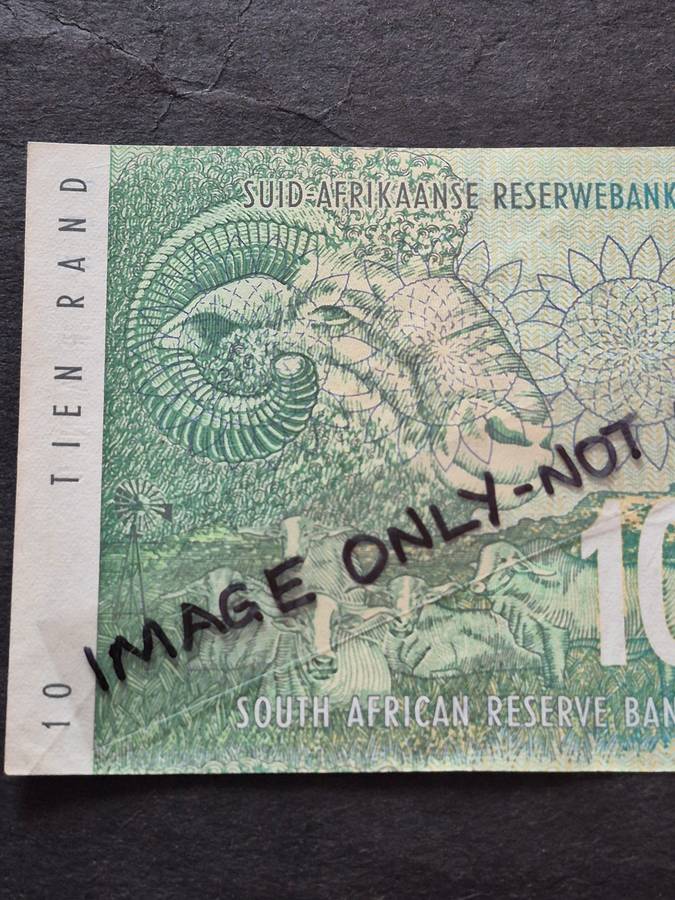 SUID-AFRIKAANSE RESERWEBANK
TIEN RAND
IMAGE ONLY-NOT
10
SOUTH AFRICAN RESERVE BAN
10